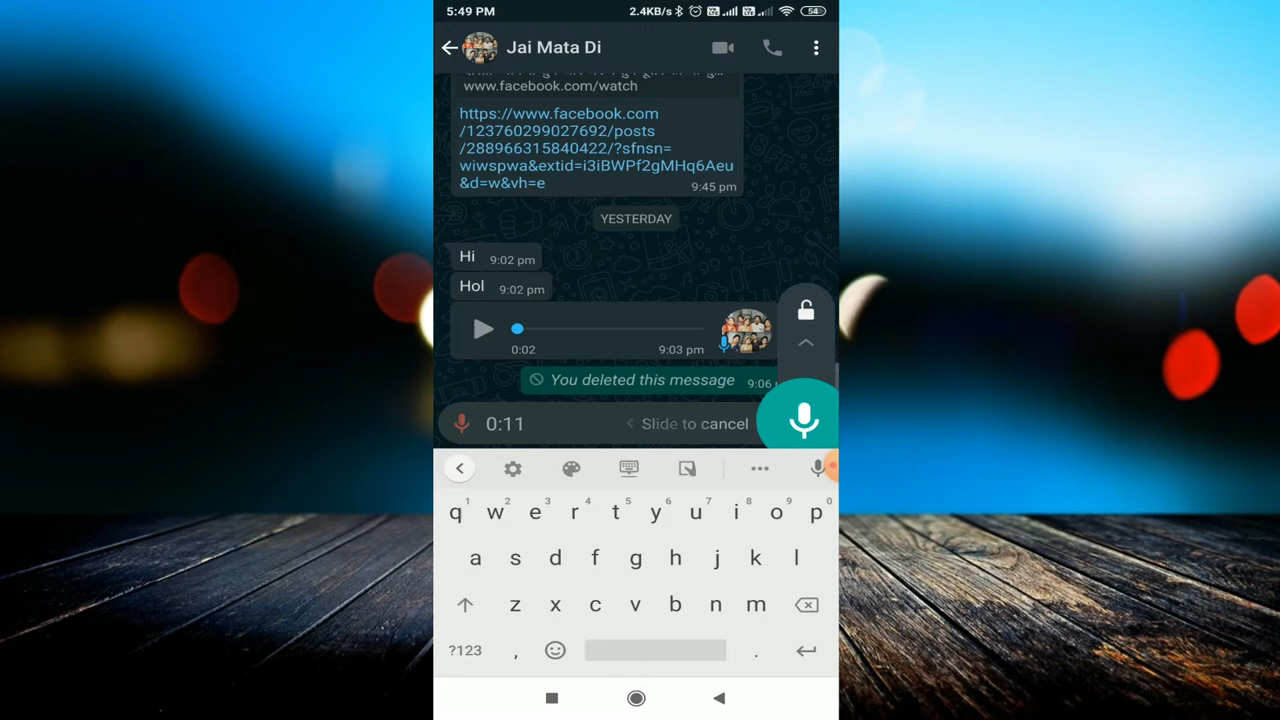 5:49 PM 2.4KB/s 54
Jai Mata Di
www.facebook.com/watch
https://www.facebook.com
/123760299027692/posts
/288966315840422/?sfnsn=
wiwspwa&extid=i3iBWPf2gMHq6Aeu
&d=w&vh=e
9:45 pm
YESTERDAY
Hi 9:02 pm
Hol 9:02 pm
0:02 9:03 pm
You deleted this message 9:06
0:11 Slide to cancel
1 2 3 4 5 6 7 8 9 0
q w e r t y u i o p
a s d f g h j k l
z x c v b n m
?123 , .